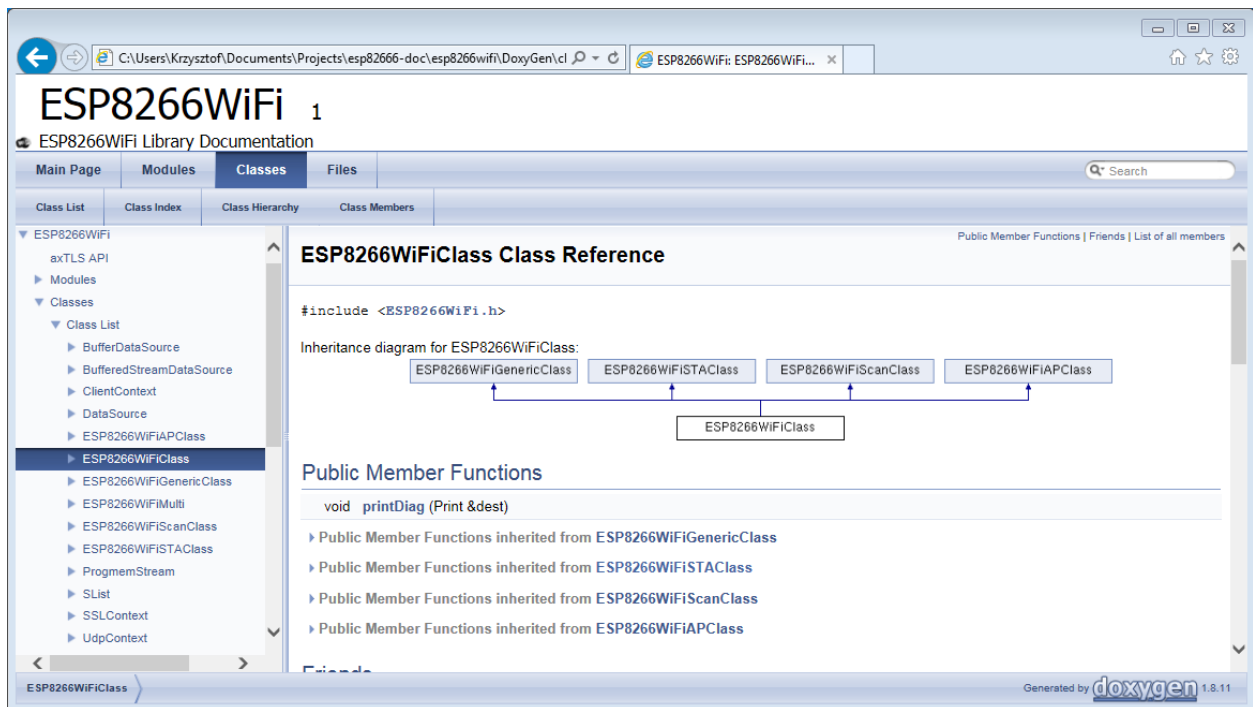 C:\Users\Krzysztof\Documents\Projects\esp82666-doc\esp8266wifi\DoxyGen\cl
ESP8266WiFi: ESP8266WiFi...
ESP8266WiFi 1
ESP8266WiFi Library Documentation
Main Page Modules Classes Files
Search
Class List Class Index Class Hierarchy Class Members
ESP8266WiFi
axTLS API
Modules
Classes
Class List
BufferDataSource
BufferedStreamDataSource
ClientContext
DataSource
ESP8266WiFiAPClass
ESP8266WiFiClass
ESP8266WiFiGenericClass
ESP8266WiFiMulti
ESP8266WiFiScanClass
ESP8266WiFiSTAClass
ProgmemStream
SList
SSLContext
UdpContext
Public Member Functions | Friends | List of all members
ESP8266WiFiClass Class Reference
#include <ESP8266WiFi.h>
Inheritance diagram for ESP8266WiFiClass:
ESP8266WiFiGenericClass ESP8266WiFiSTAClass ESP8266WiFiScanClass ESP8266WiFiAPClass
ESP8266WiFiClass
Public Member Functions
void printDiag (Print &dest)
Public Member Functions inherited from ESP8266WiFiGenericClass
Public Member Functions inherited from ESP8266WiFiSTAClass
Public Member Functions inherited from ESP8266WiFiScanClass
Public Member Functions inherited from ESP8266WiFiAPClass
Friends
ESP8266WiFiClass
Generated by doxygen 1.8.11